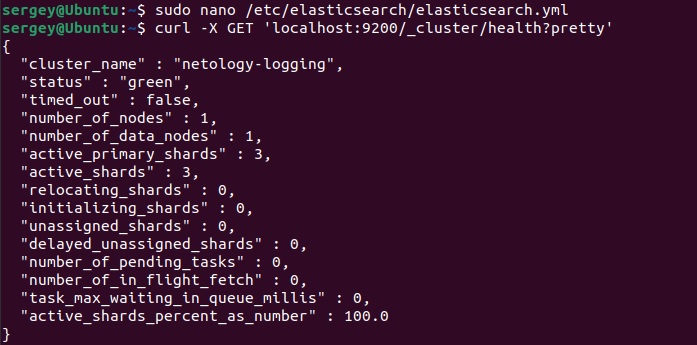 sergey@Ubuntu:~$ sudo nano /etc/elasticsearch/elasticsearch.yml
sergey@Ubuntu:~$ curl -X GET 'localhost:9200/_cluster/health?pretty'
{
  "cluster_name" : "netology-logging",
  "status" : "green",
  "timed_out" : false,
  "number_of_nodes" : 1,
  "number_of_data_nodes" : 1,
  "active_primary_shards" : 3,
  "active_shards" : 3,
  "relocating_shards" : 0,
  "initializing_shards" : 0,
  "unassigned_shards" : 0,
  "delayed_unassigned_shards" : 0,
  "number_of_pending_tasks" : 0,
  "number_of_in_flight_fetch" : 0,
  "task_max_waiting_in_queue_millis" : 0,
  "active_shards_percent_as_number" : 100.0
}